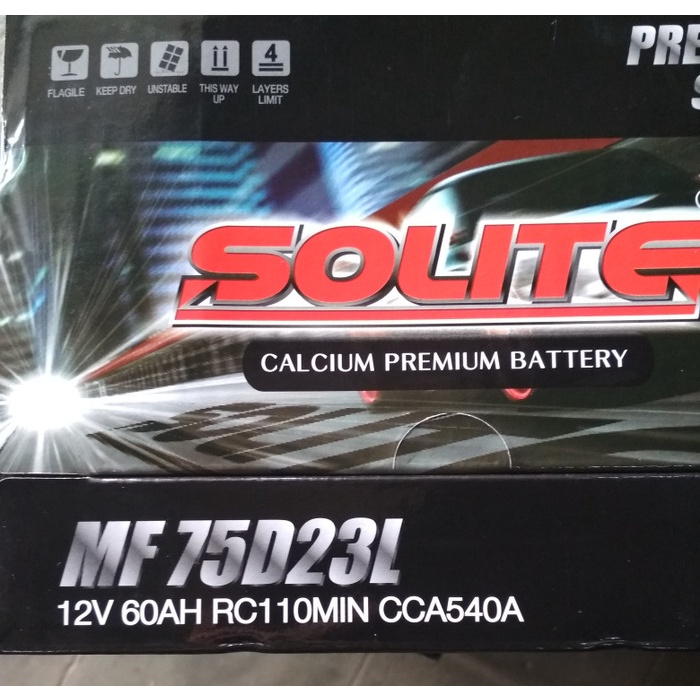 FLAGILE KEEP DRY UNSTABLE THIS WAY UP 4 LAYERS LIMIT
SOLITE
CALCIUM PREMIUM BATTERY
MF 75D23L
12V 60AH RC110MIN CCA540A